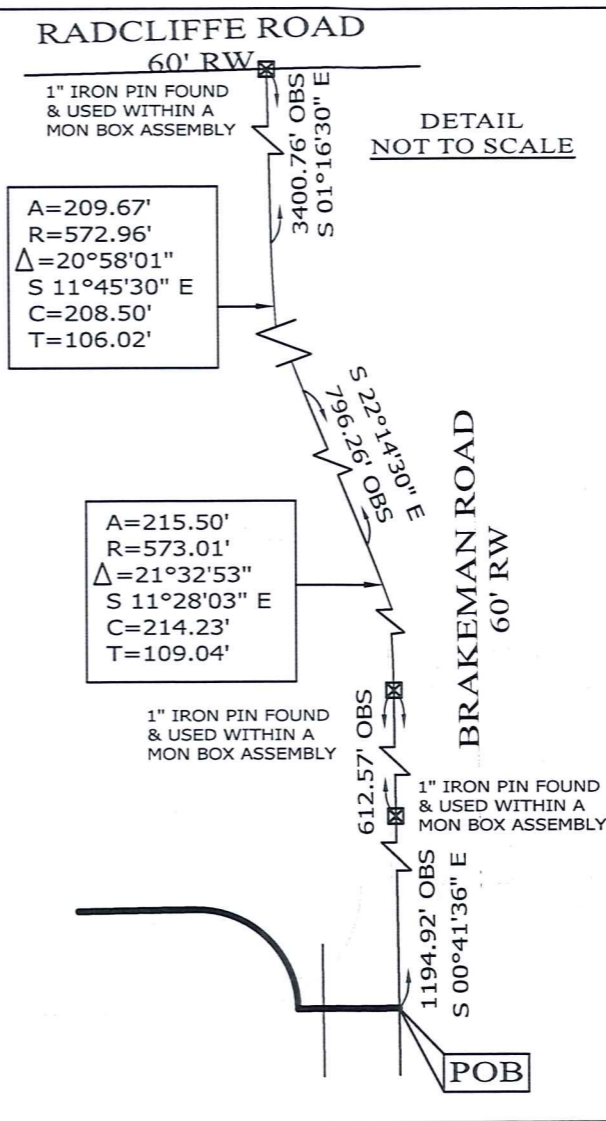 RADCLIFFE ROAD
60' RW
1" IRON PIN FOUND
& USED WITHIN A
MON BOX ASSEMBLY
3400.76' OBS
S 01°16'30" E
DETAIL
NOT TO SCALE
A=209.67'
R=572.96'
Δ=20°58'01"
S 11°45'30" E
C=208.50'
T=106.02'
S 22°14'30" E
796.26' OBS
BRAKEMAN ROAD
60' RW
A=215.50'
R=573.01'
Δ=21°32'53"
S 11°28'03" E
C=214.23'
T=109.04'
1" IRON PIN FOUND
& USED WITHIN A
MON BOX ASSEMBLY
612.57' OBS
1" IRON PIN FOUND
& USED WITHIN A
MON BOX ASSEMBLY
1194.92' OBS
S 00°41'36" E
POB